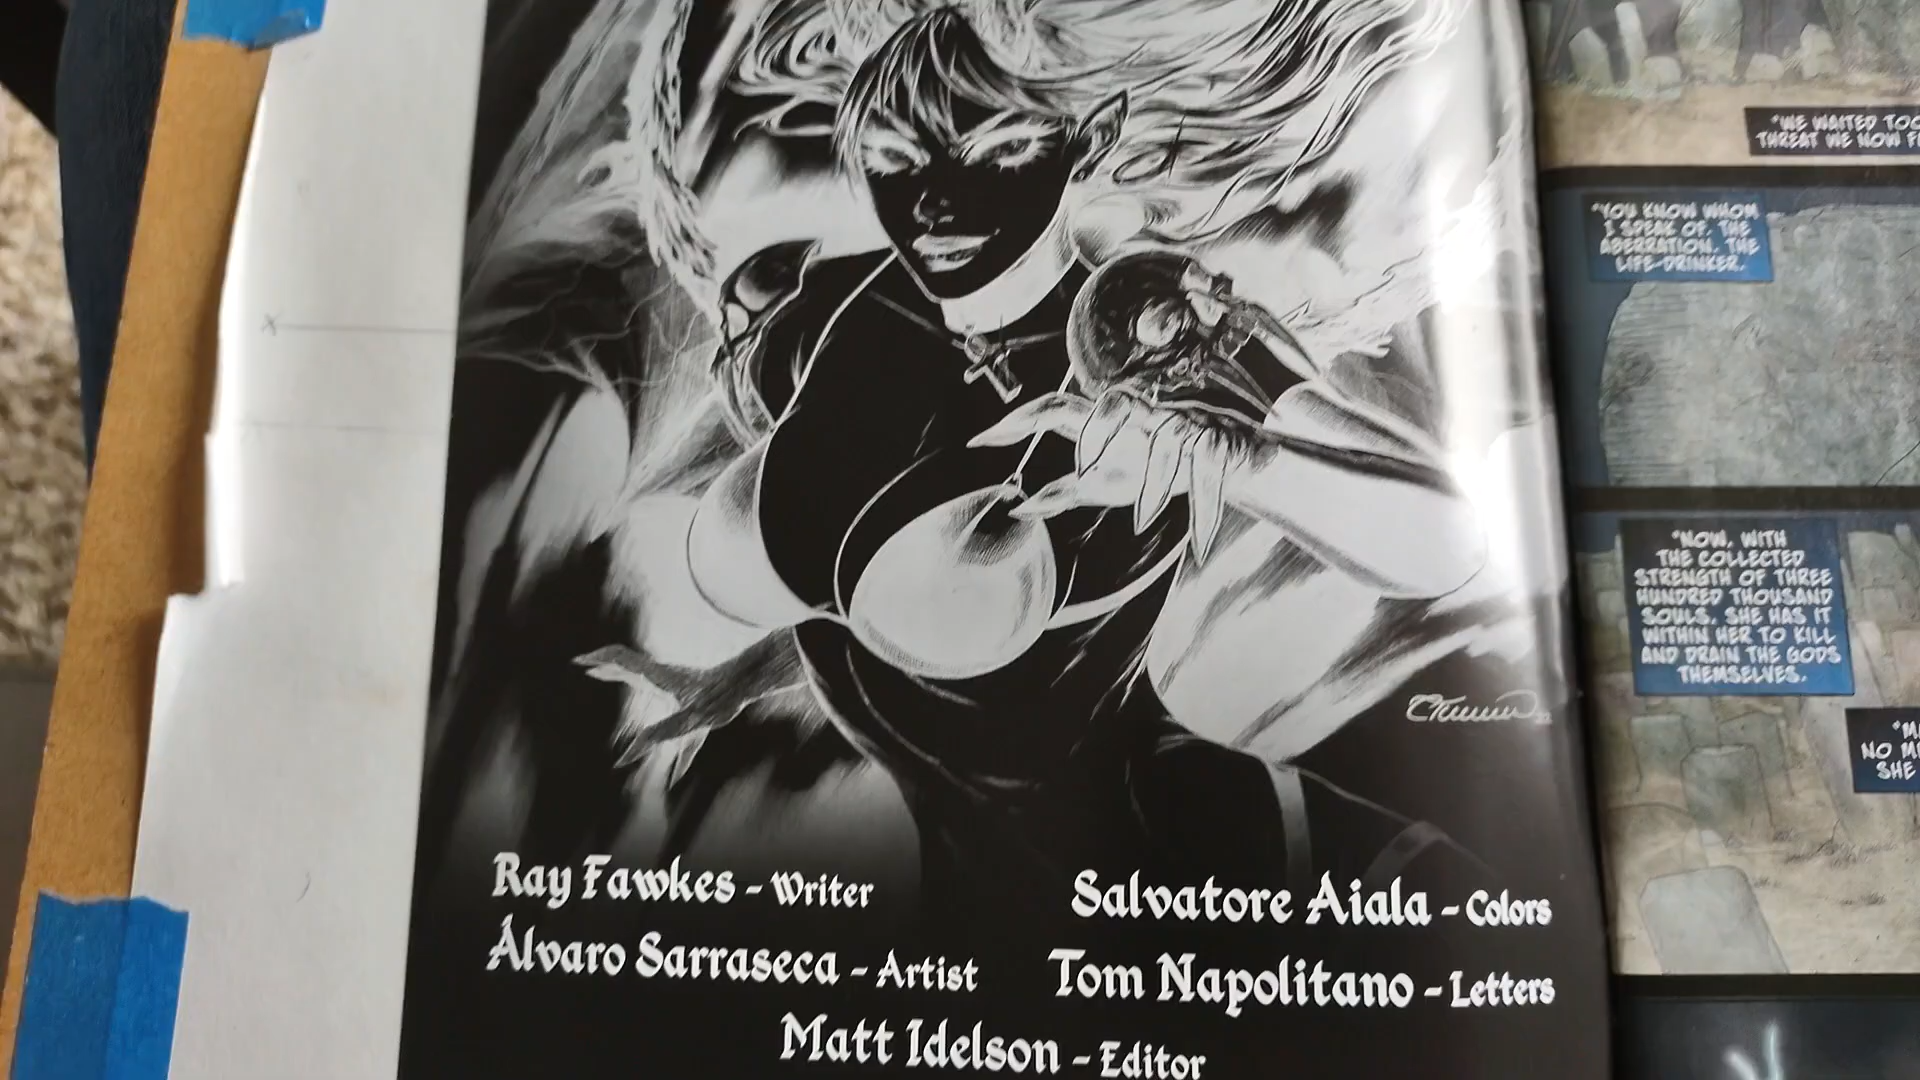 Ray Fawkes - Writer
Álvaro Sarraseca - Artist
Salvatore Aiala - Colors
Tom Napolitano - Letters
Matt Idelson - Editor
"WE WAITED TOO
THREAT WE NOW
"YOU KNOW WHOM
I SPEAK OF. THE
ABERRATION. THE
LIFE-DRINKER.
"NOW, WITH
THE COLLECTED
STRENGTH OF THREE
HUNDRED THOUSAND
SOULS, SHE HAS IT
WITHIN HER TO KILL
AND DRAIN THE GODS
THEMSELVES.
NO
SHE